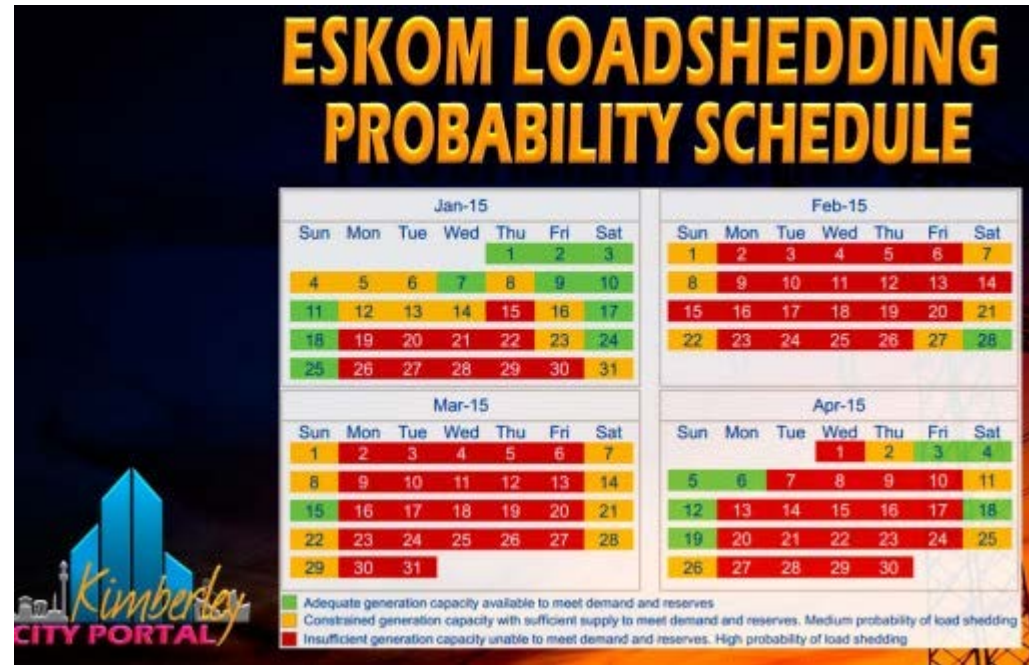 ESKOM LOADSHEDDING
PROBABILITY SCHEDULE
Jan-15
Sun Mon Tue Wed Thu Fri Sat
1 2 3
4 5 6 7 8 9 10
11 12 13 14 15 16 17
18 19 20 21 22 23 24
25 26 27 28 29 30 31
Feb-15
Sun Mon Tue Wed Thu Fri Sat
1 2 3 4 5 6 7
8 9 10 11 12 13 14
15 16 17 18 19 20 21
22 23 24 25 26 27 28
Mar-15
Sun Mon Tue Wed Thu Fri Sat
1 2 3 4 5 6 7
8 9 10 11 12 13 14
15 16 17 18 19 20 21
22 23 24 25 26 27 28
29 30 31
Apr-15
Sun Mon Tue Wed Thu Fri Sat
1 2 3 4
5 6 7 8 9 10 11
12 13 14 15 16 17 18
19 20 21 22 23 24 25
26 27 28 29 30
Adequate generation capacity available to meet demand and reserves
Constrained generation capacity with sufficient supply to meet demand and reserves. Medium probability of load shedding
Insufficient generation capacity unable to meet demand and reserves. High probability of load shedding
Kimberley
CITY PORTAL